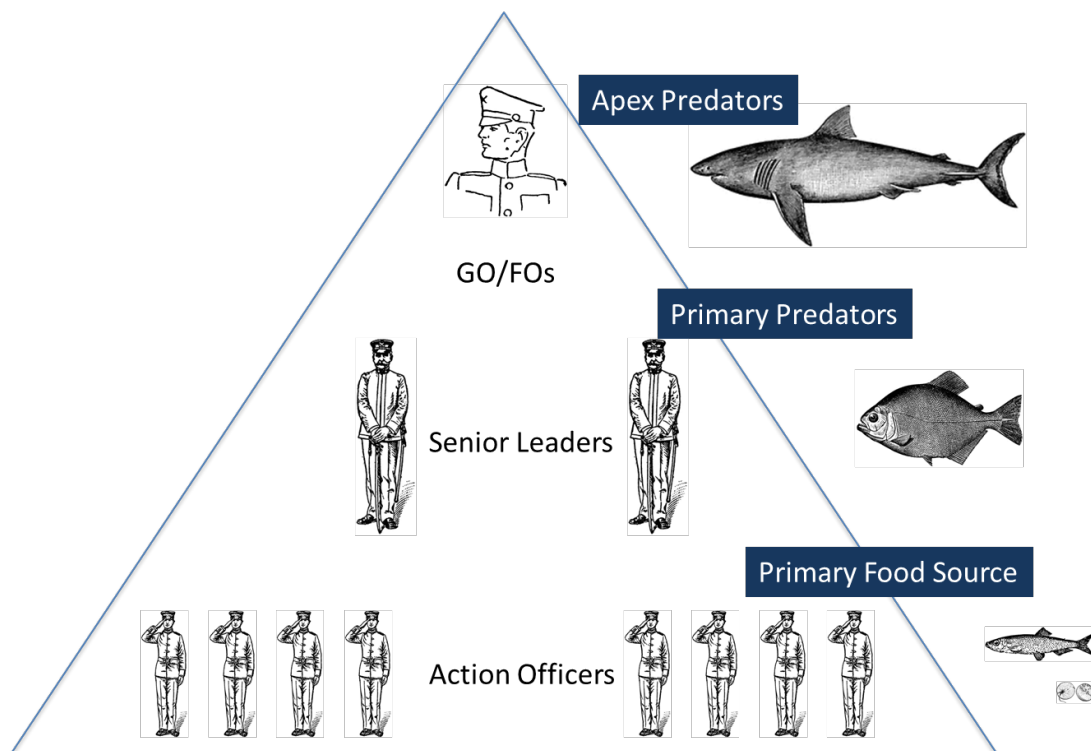 Apex Predators
GO/FOs
Primary Predators
Senior Leaders
Primary Food Source
Action Officers